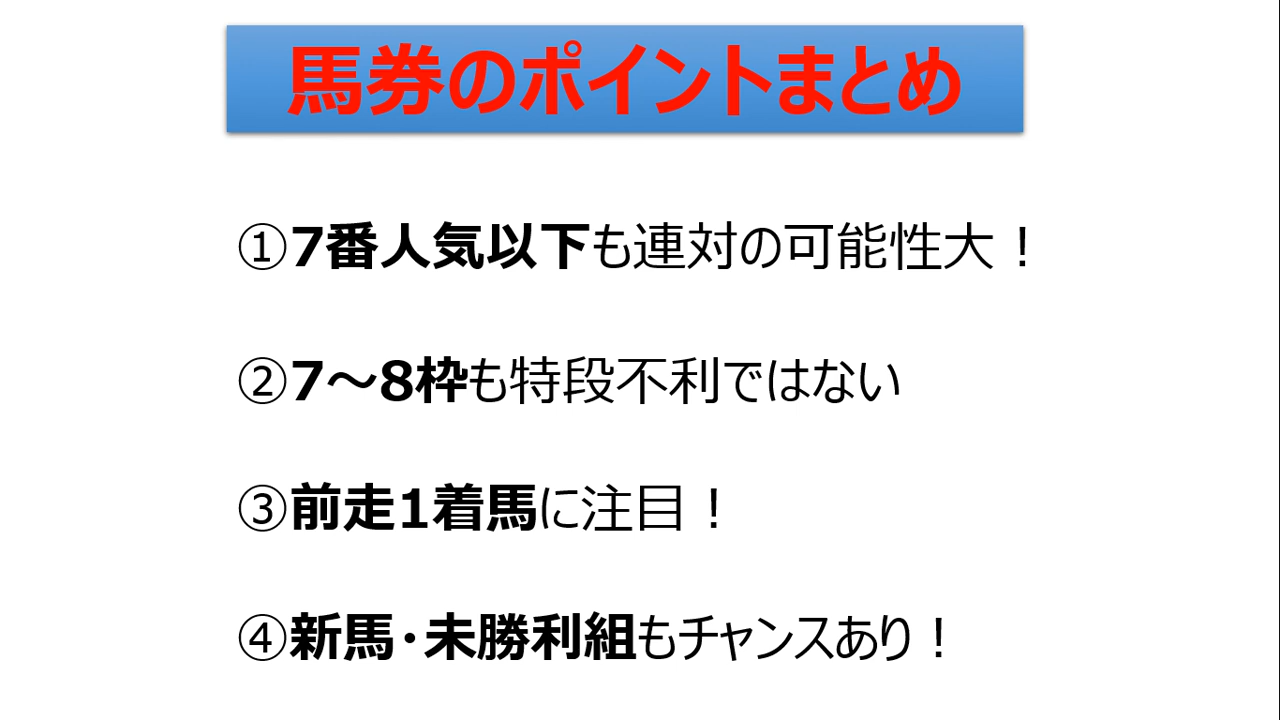 馬券のポイントまとめ
①7番人気以下も連対の可能性大！
②7～8枠も特段不利ではない
③前走1着馬に注目！
④新馬・未勝利組もチャンスあり！